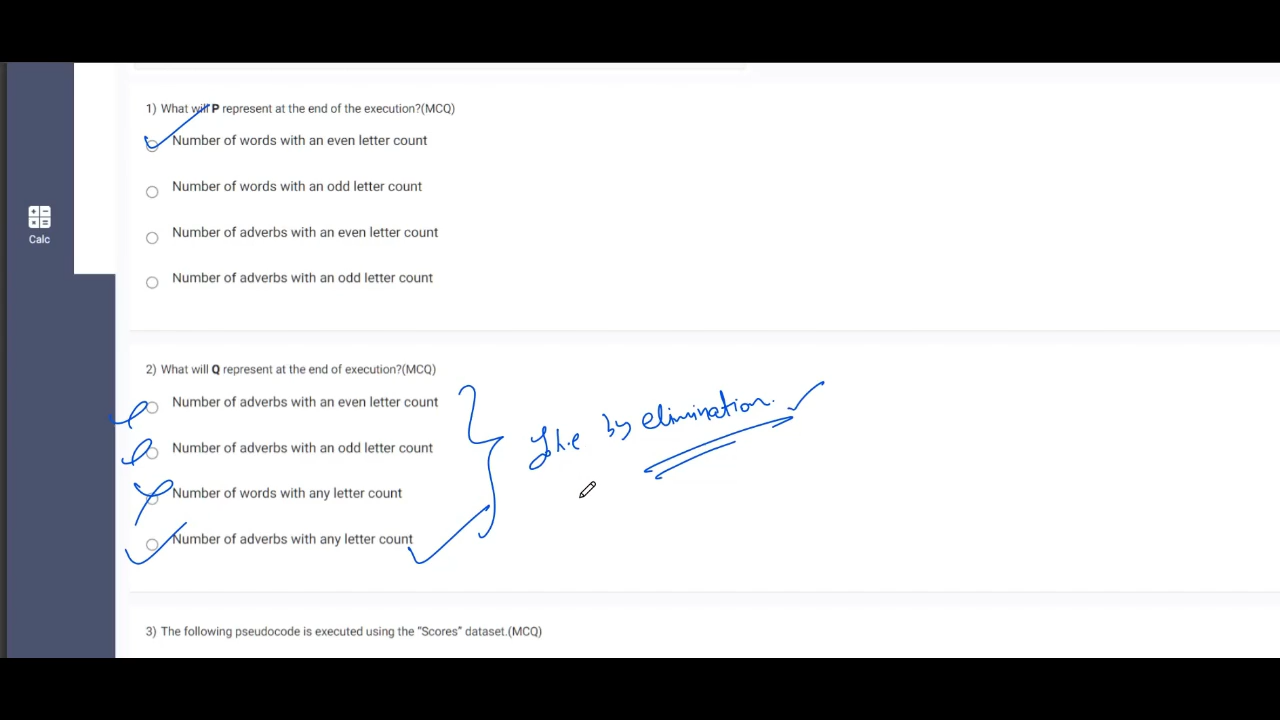 1) What will P represent at the end of the execution?(MCQ)
Number of words with an even letter count
Number of words with an odd letter count
Calc
Number of adverbs with an even letter count
Number of adverbs with an odd letter count
2) What will Q represent at the end of execution?(MCQ)
Number of adverbs with an even letter count
Number of adverbs with an odd letter count
by elimination.
Number of words with any letter count
Number of adverbs with any letter count
3) The following pseudocode is executed using the “Scores” dataset.(MCQ)